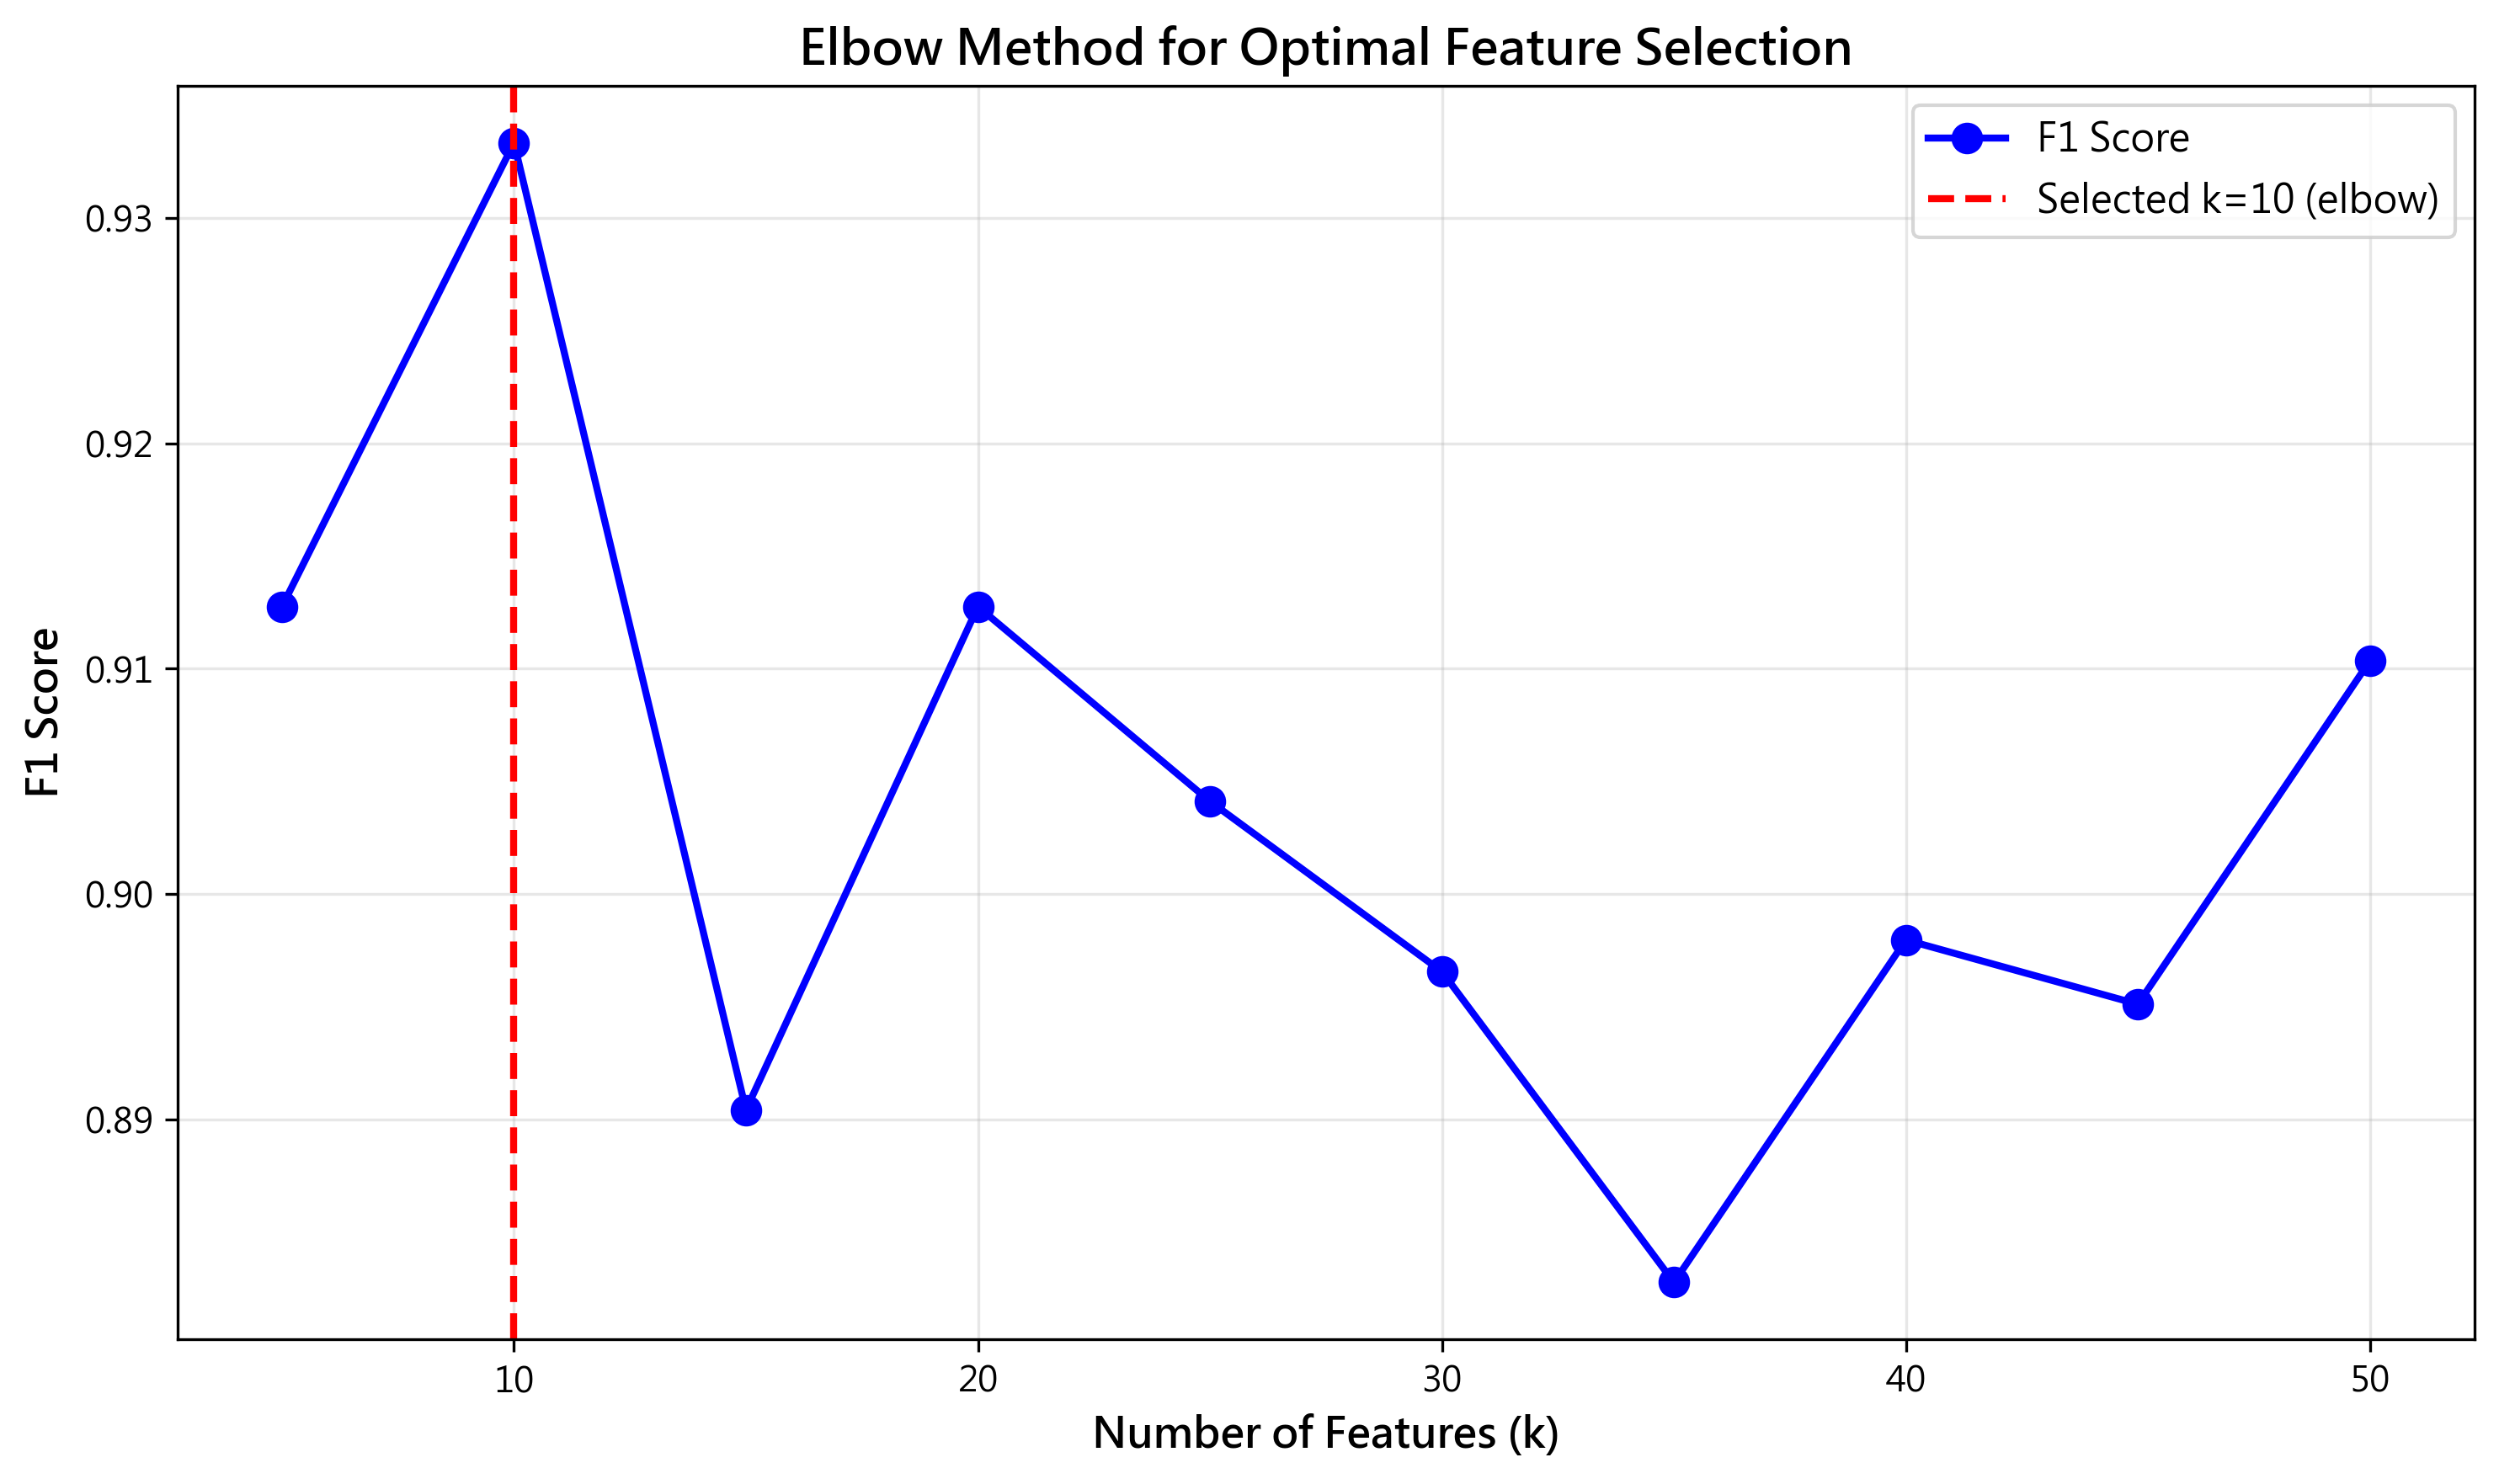 Elbow Method for Optimal Feature Selection
F1 Score
Selected k=10 (elbow)
0.93
0.92
0.91
0.90
0.89
F1 Score
10 20 30 40 50
Number of Features (k)